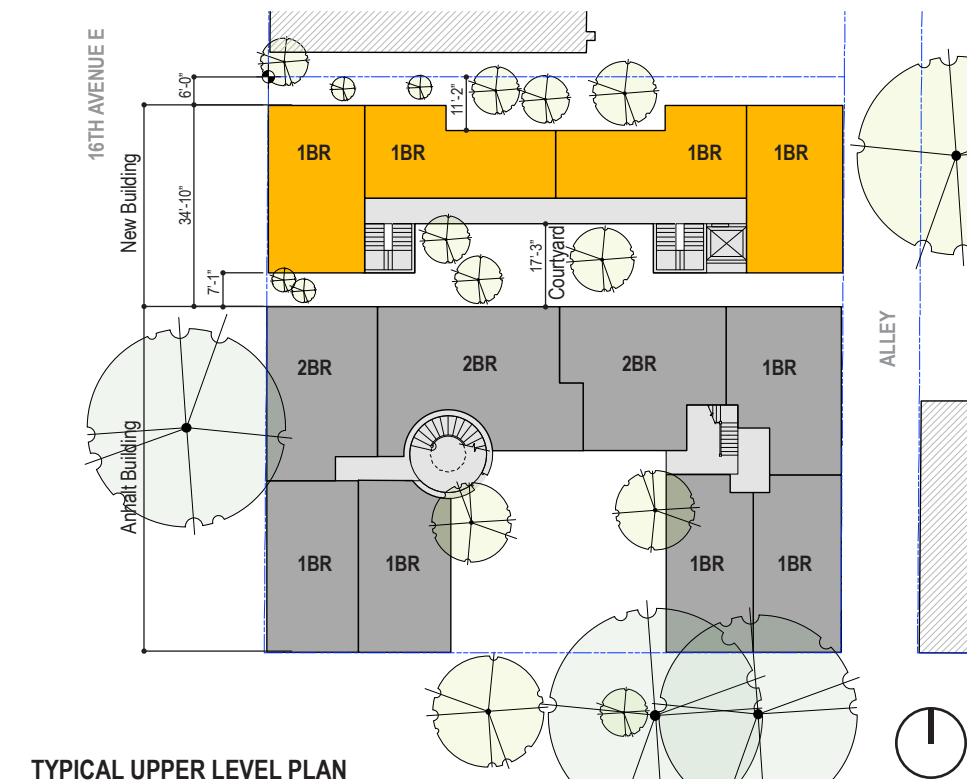 16TH AVENUE E
6'-0"
11'-2"
New Building
34'-10"
1BR
1BR
1BR
1BR
17'-3"
Courtyard
7'-1"
ALLEY
2BR
2BR
2BR
1BR
Anhalt Building
1BR
1BR
1BR
1BR
TYPICAL UPPER LEVEL PLAN